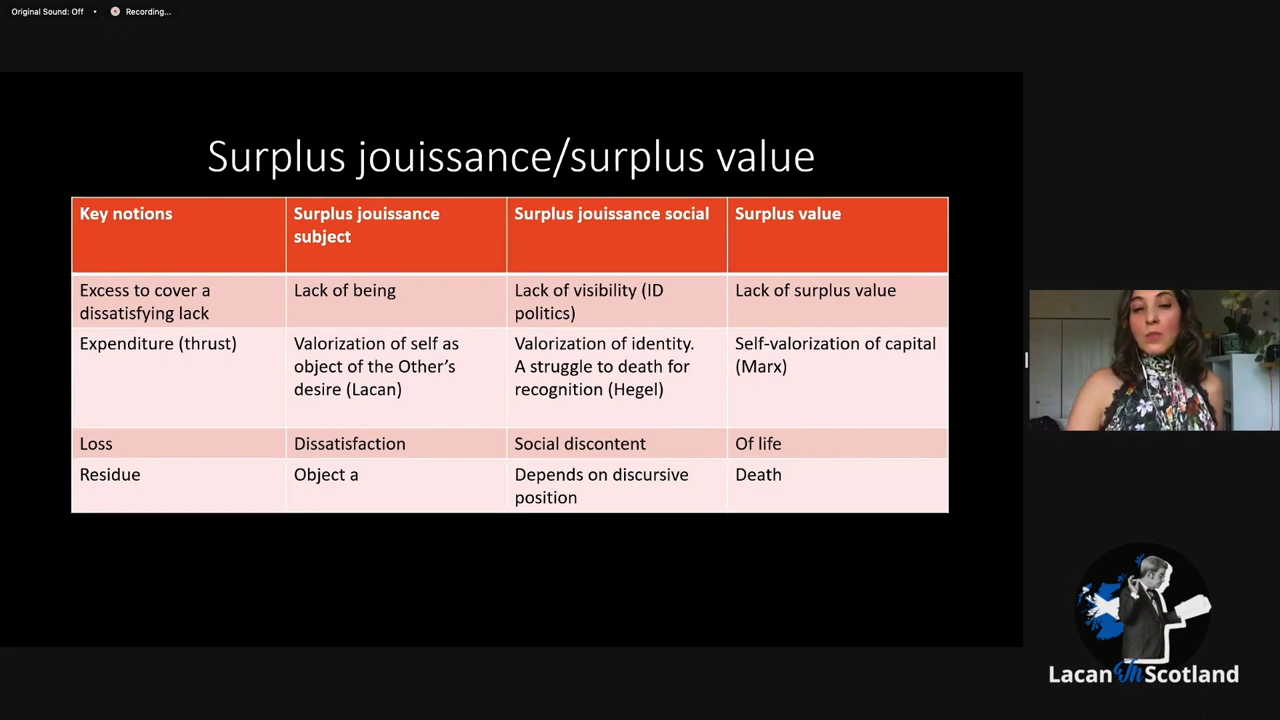 Original Sound: Off
Recording...
Surplus jouissance/surplus value
Key notions
Surplus jouissance
subject
Surplus jouissance social
Surplus value
Excess to cover a
dissatisfying lack
Lack of being
Lack of visibility (ID
politics)
Lack of surplus value
Expenditure (thrust)
Valorization of self as
object of the Other's
desire (Lacan)
Valorization of identity.
A struggle to death for
recognition (Hegel)
Self-valorization of capital
(Marx)
Loss
Dissatisfaction
Social discontent
Of life
Residue
Object a
Depends on discursive
position
Death
Lacan In Scotland